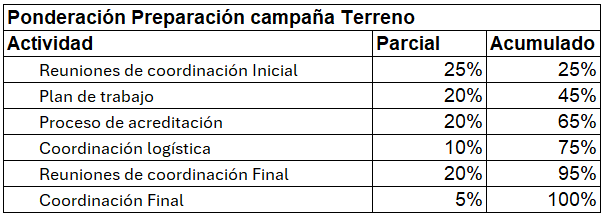 Ponderación Preparación campaña Terreno
Actividad Parcial Acumulado
Reuniones de coordinación Inicial 25% 25%
Plan de trabajo 20% 45%
Proceso de acreditación 20% 65%
Coordinación logística 10% 75%
Reuniones de coordinación Final 20% 95%
Coordinación Final 5% 100%